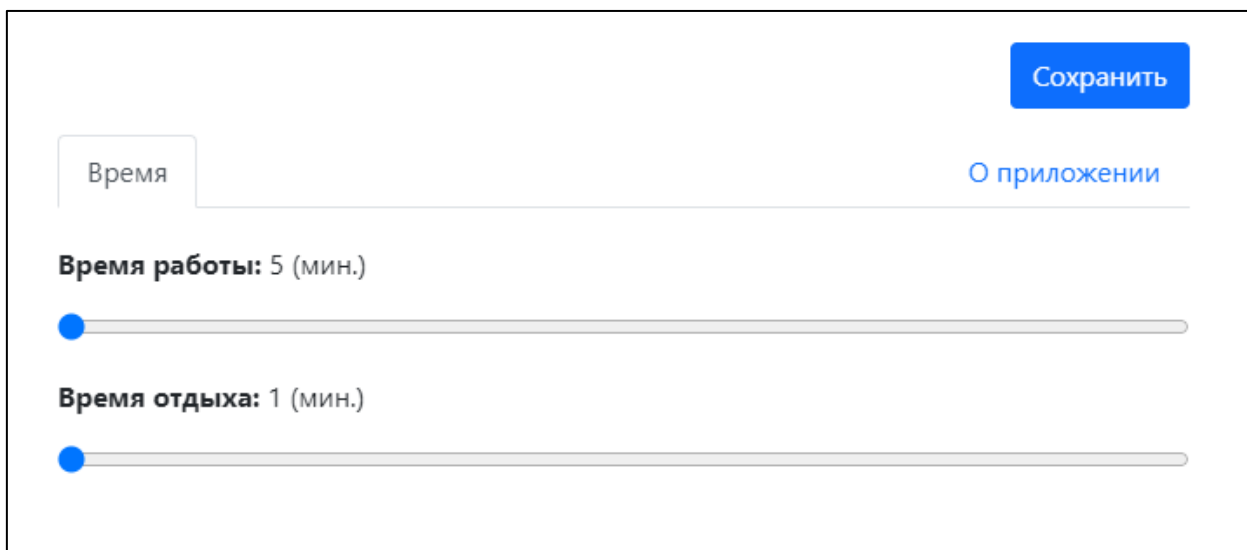 Сохранить
Время
О приложении
Время работы: 5 (мин.)
Время отдыха: 1 (мин.)